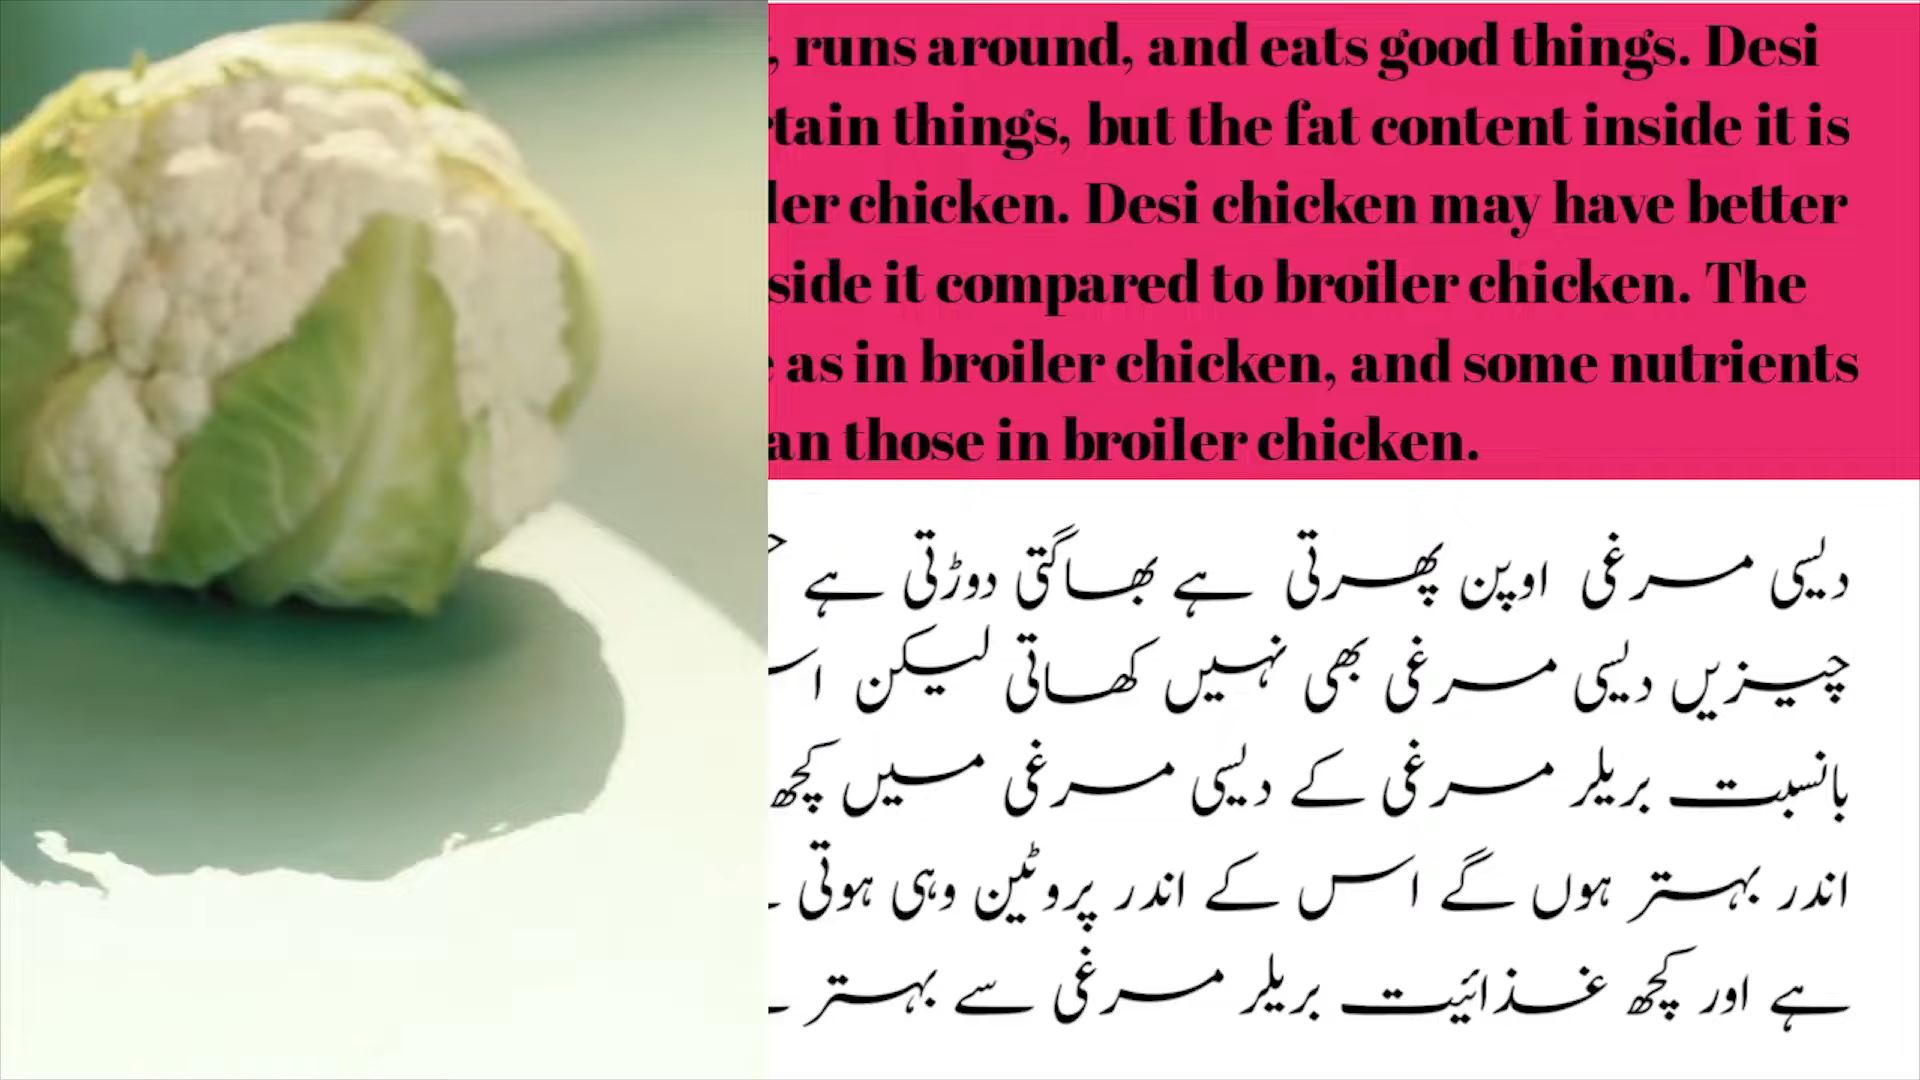 , runs around, and eats good things. Desi
things, but the fat content inside it is
chicken. Desi chicken may have better
it compared to broiler chicken. The
as in broiler chicken, and some nutrients
those in broiler chicken.
دیسی مرغی اوپن پھرتی ہے بھاگتی دوڑتی ہے
چیزیں دیسی مرغی بھی نہیں کھاتی لیکن
بانسبت بریلر مرغی کے دیسی مرغی میں کچھ
اندر بہتر ہوں گے اس کے اندر پروٹین وہی ہوتی
ہے اور کچھ غذائیت بریلر مرغی سے بہتر